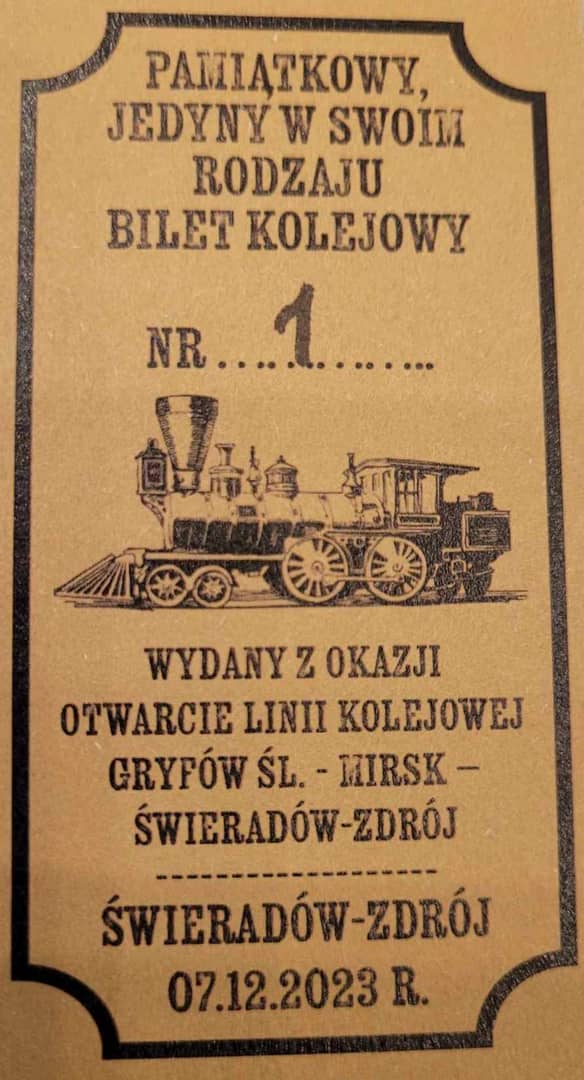 PAMIĄTKOWY,
JEDYNY W SWOIM
RODZAJU
BILET KOLEJOWY
NR ....1..........
WYDANY Z OKAZJI
OTWARCIE LINII KOLEJOWEJ
GRYFÓW ŚL. - MIRSK –
ŚWIERADÓW-ZDRÓJ
--------------------
ŚWIERADÓW-ZDRÓJ
07.12.2023 R.